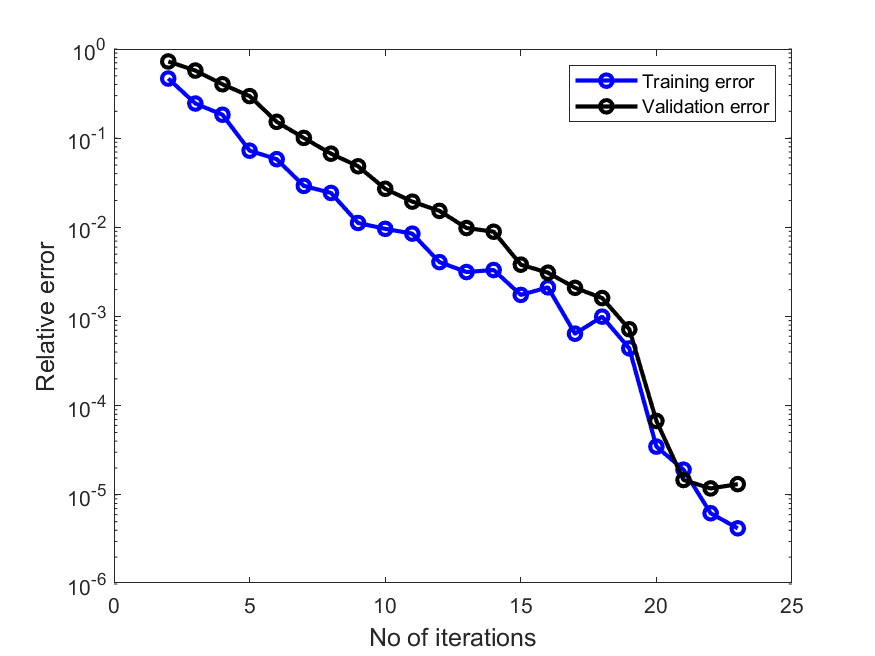 10^0
10^-1
10^-2
10^-3
10^-4
10^-5
10^-6
Relative error
Training error
Validation error
0 5 10 15 20 25
No of iterations